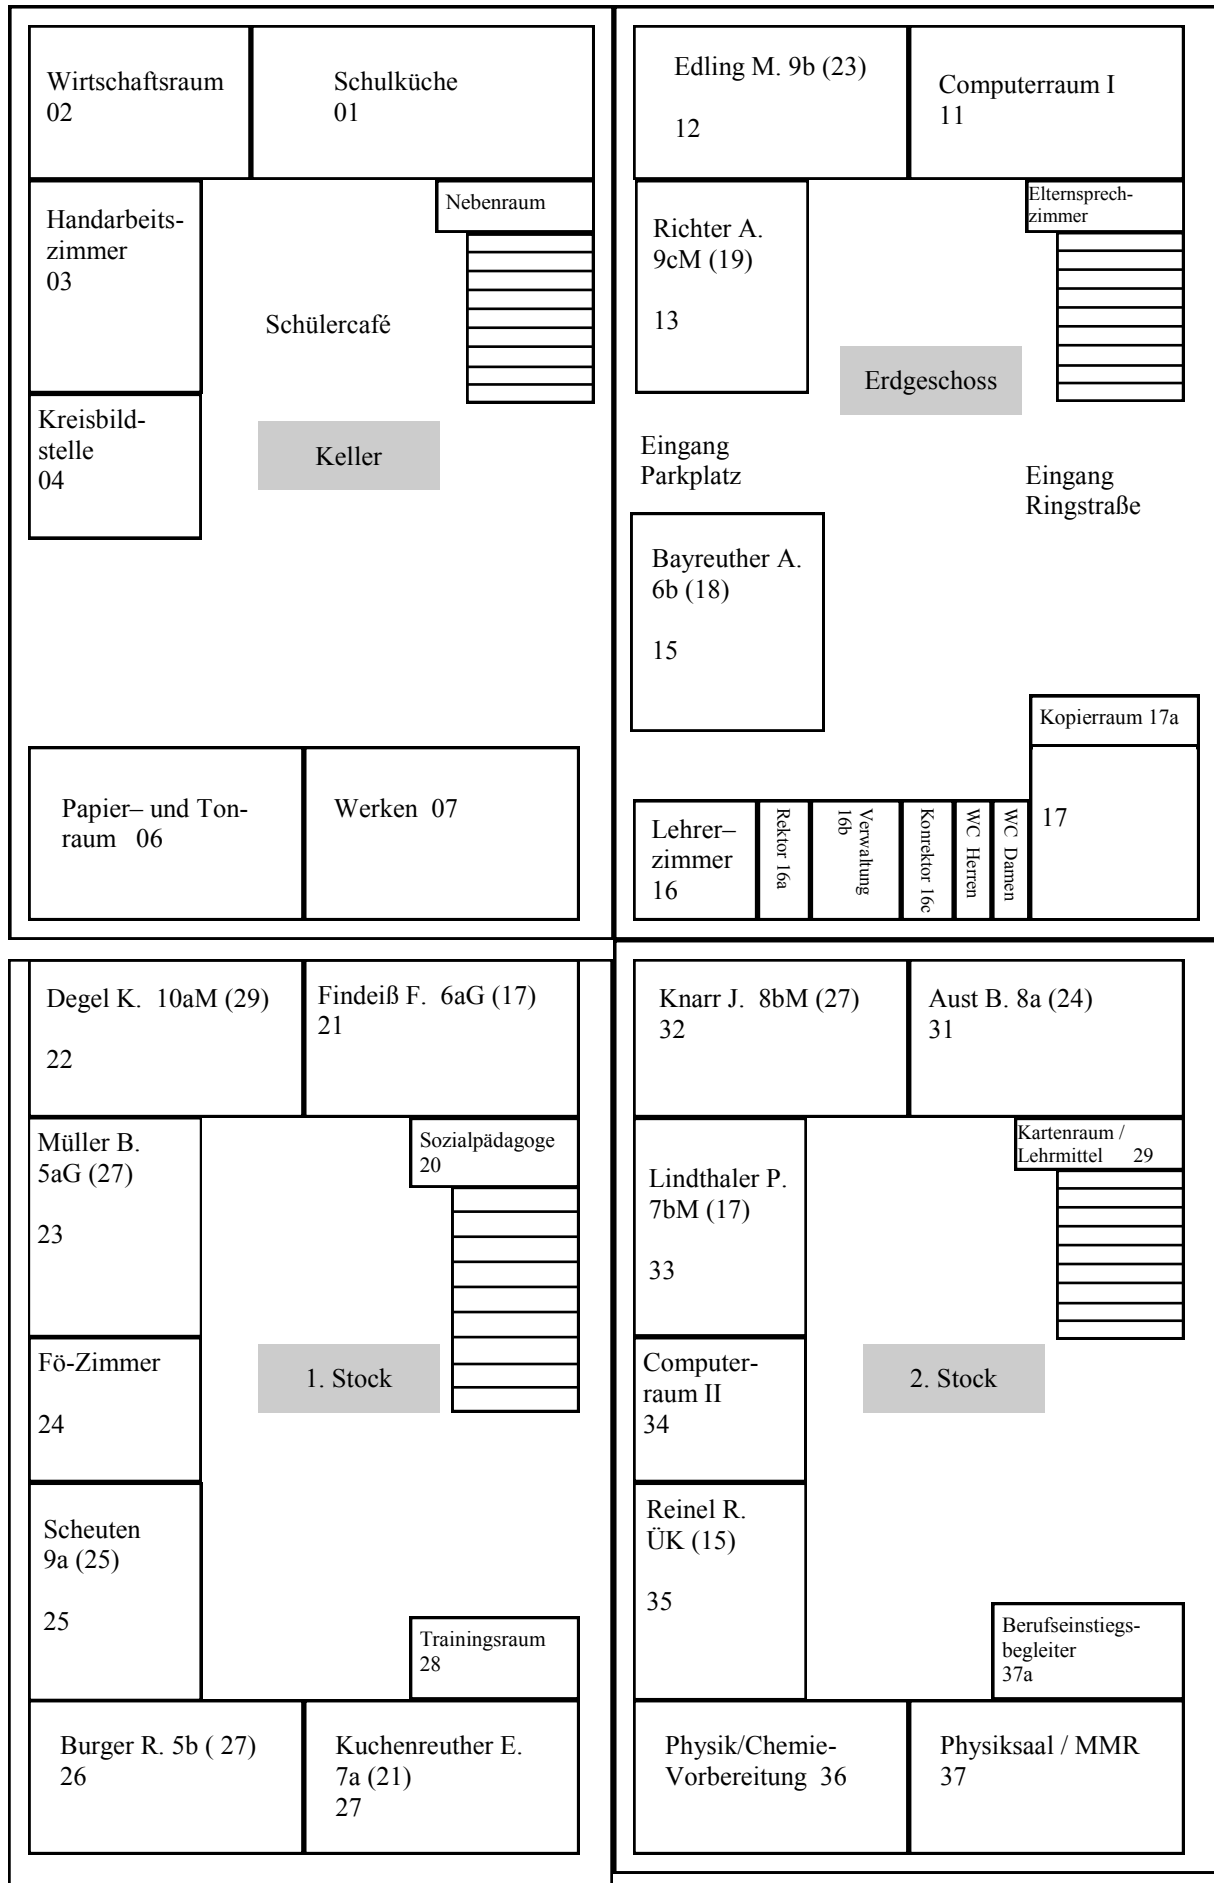 Wirtschaftsraum
02
Schulküche
01
Handarbeits-
zimmer
03
Nebenraum
Schülercafé
Kreisbild-
stelle
04
Keller
Papier– und Ton-
raum 06
Werken 07
Edling M. 9b (23)
12
Computerraum I
11
Richter A.
9cM (19)
13
Elternsprech-
zimmer
Erdgeschoss
Eingang
Parkplatz
Eingang
Ringstraße
Bayreuther A.
6b (18)
15
Kopierraum 17a
17
Lehrer–
zimmer
16
Rektor 16a
Verwaltung
16b
Konrektor 16c
WC Herren
WC Damen
Degel K. 10aM (29)
22
Findeiß F. 6aG (17)
21
Müller B.
5aG (27)
23
Sozialpädagoge
20
Fö-Zimmer
24
1. Stock
Scheuten
9a (25)
25
Trainingsraum
28
Burger R. 5b ( 27)
26
Kuchenreuther E.
7a (21)
27
Knarr J. 8bM (27)
32
Aust B. 8a (24)
31
Lindthaler P.
7bM (17)
33
Kartenraum /
Lehrmittel 29
Computer-
raum II
34
2. Stock
Reinel R.
ÜK (15)
35
Berufseinstiegs-
begleiter
37a
Physik/Chemie-
Vorbereitung 36
Physiksaal / MMR
37